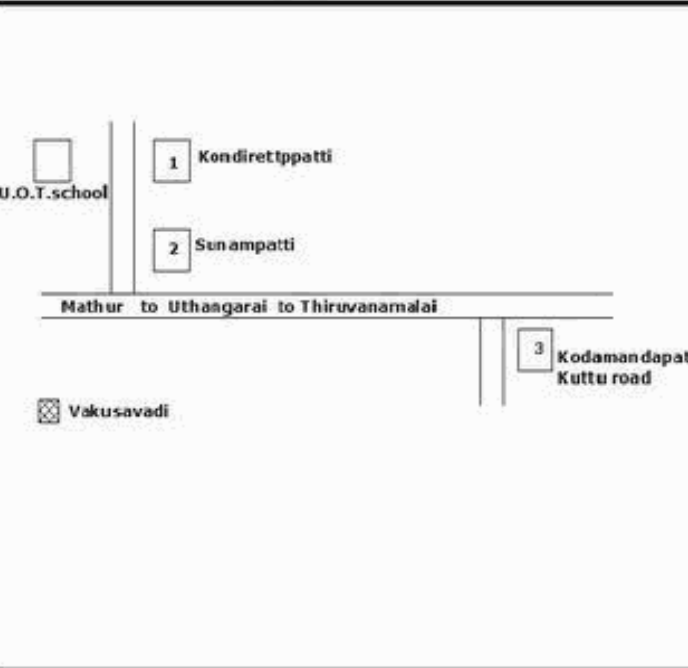 1 Kondirettppatti
U.O.T.school
2 Sunampatti
Mathur to Uthangarai to Thiruvanamalai
3 Kodamandapat
Kuttu road
Vakusavadi